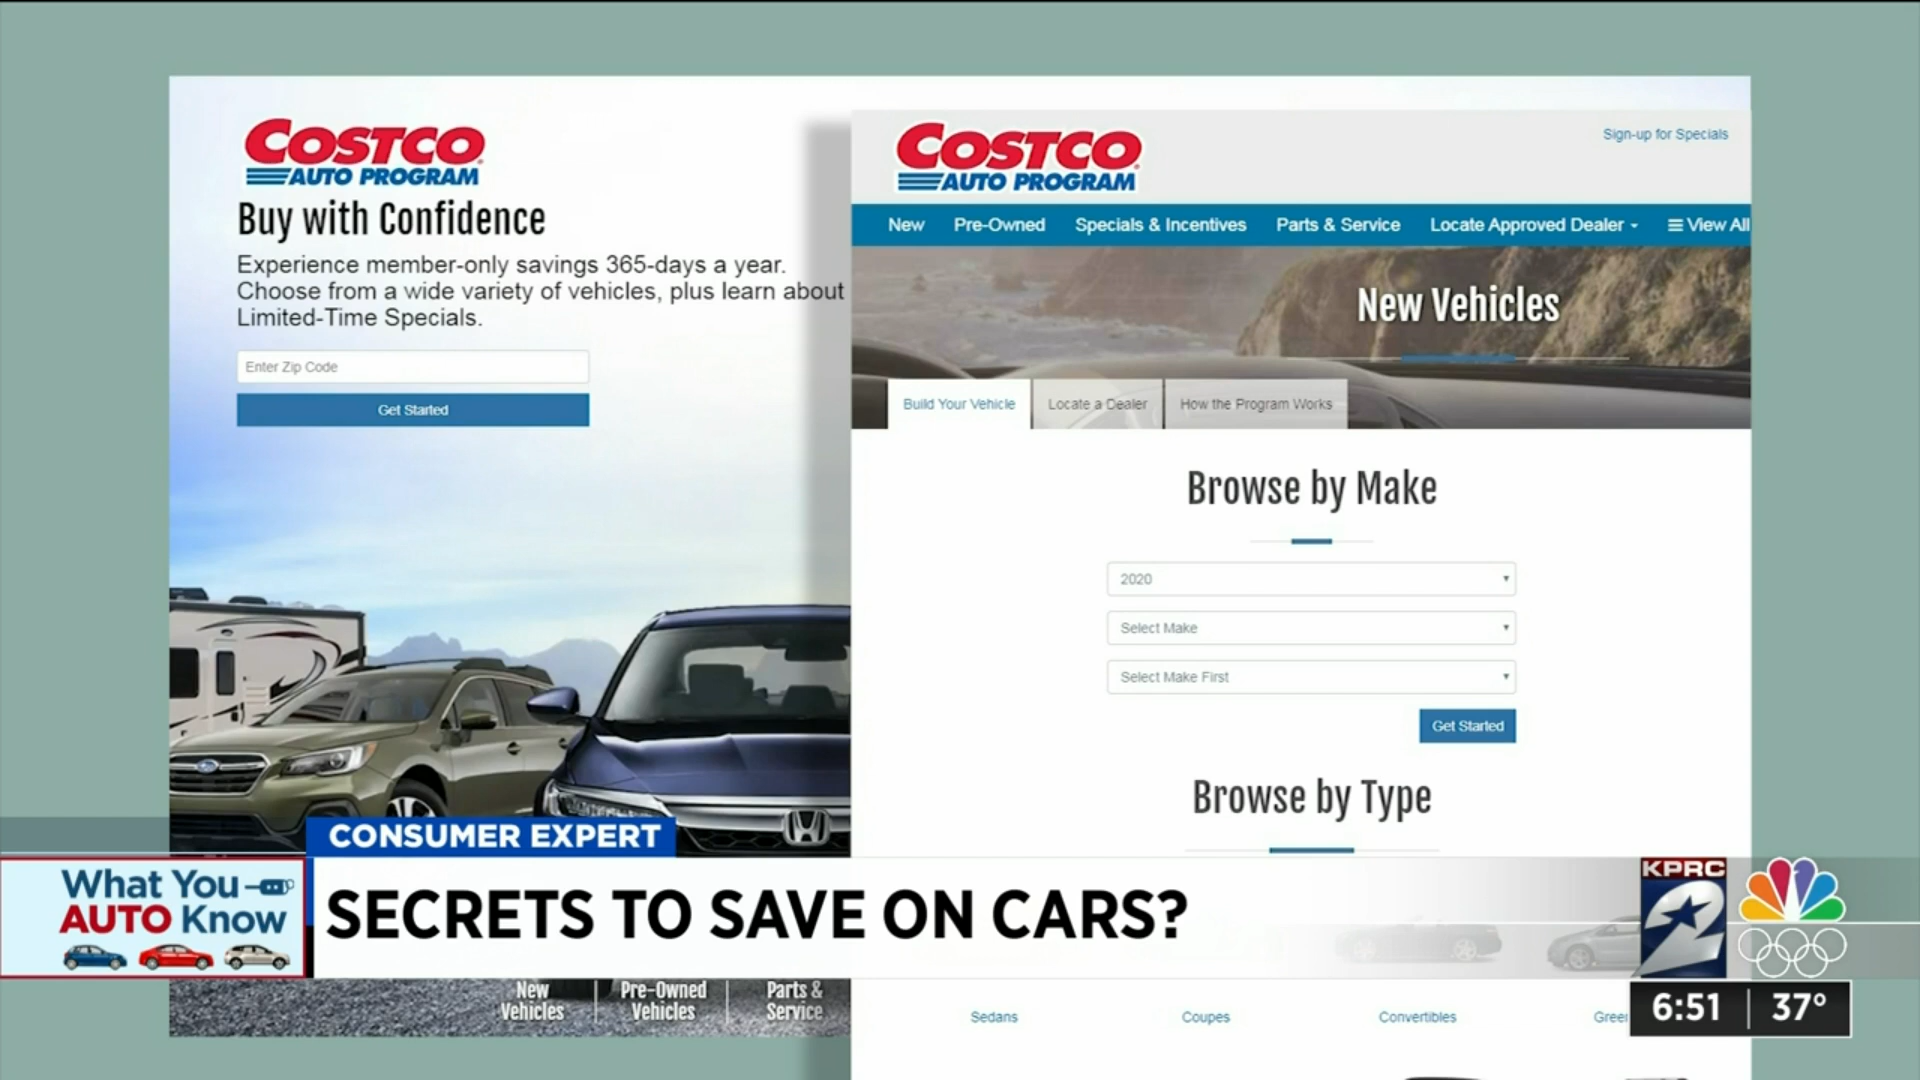 COSTCO
AUTO PROGRAM
Buy with Confidence
Experience member-only savings 365-days a year.
Choose from a wide variety of vehicles, plus learn about
Limited-Time Specials.
Enter Zip Code
Get Started
COSTCO
AUTO PROGRAM
Sign-up for Specials
New Pre-Owned Specials & Incentives Parts & Service Locate Approved Dealer View All
New Vehicles
Build Your Vehicle Locate a Dealer How the Program Works
Browse by Make
2020
Select Make
Select Make First
Get Started
Browse by Type
CONSUMER EXPERT
What You
AUTO Know
SECRETS TO SAVE ON CARS?
KPRC
2
New
Vehicles
Pre-Owned
Vehicles
Parts &
Service
Sedans Coupes Convertibles
6:51 37°